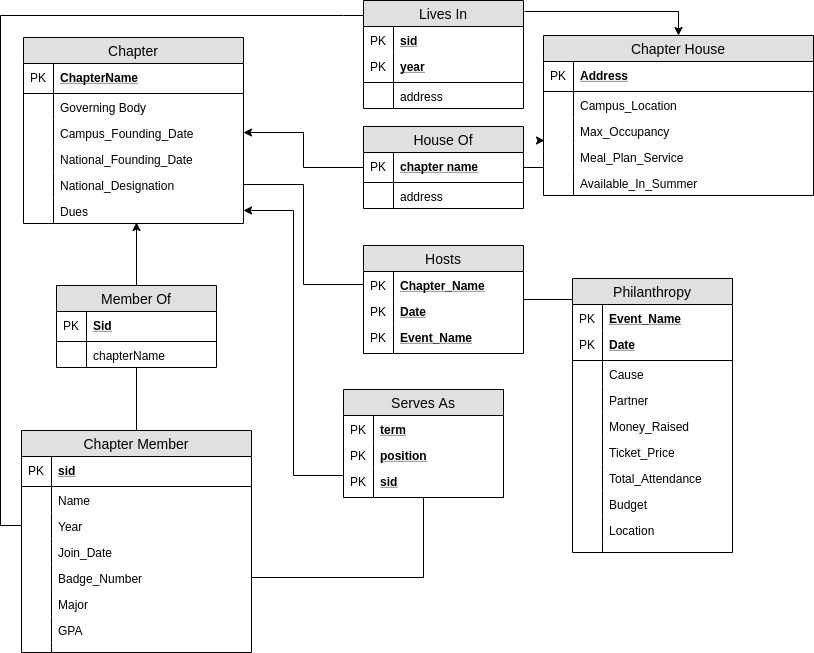 Lives In
PK sid
PK year
address
Chapter
PK ChapterName
Governing Body
Campus_Founding_Date
National_Founding_Date
National_Designation
Dues
Chapter House
PK Address
Campus_Location
Max_Occupancy
Meal_Plan_Service
Available_In_Summer
House Of
PK chapter name
address
Hosts
PK Chapter_Name
PK Date
PK Event_Name
Philanthropy
PK Event_Name
PK Date
Cause
Partner
Money_Raised
Ticket_Price
Total_Attendance
Budget
Location
Member Of
PK Sid
chapterName
Serves As
PK term
PK position
PK sid
Chapter Member
PK sid
Name
Year
Join_Date
Badge_Number
Major
GPA